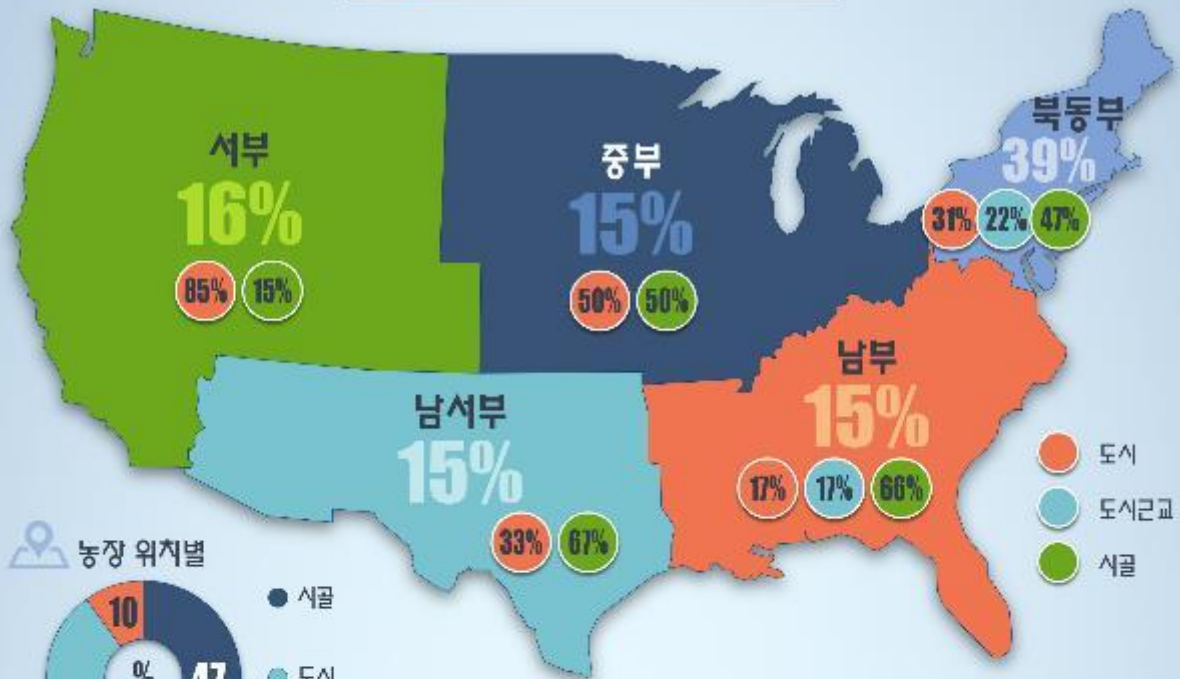 서부
16%
85% 15%
중부
15%
50% 50%
북동부
39%
31% 22% 47%
남서부
15%
33% 67%
남부
15%
17% 17% 66%
도시
도시근교
시골
농장 위치별
10
%
47
시골
도시